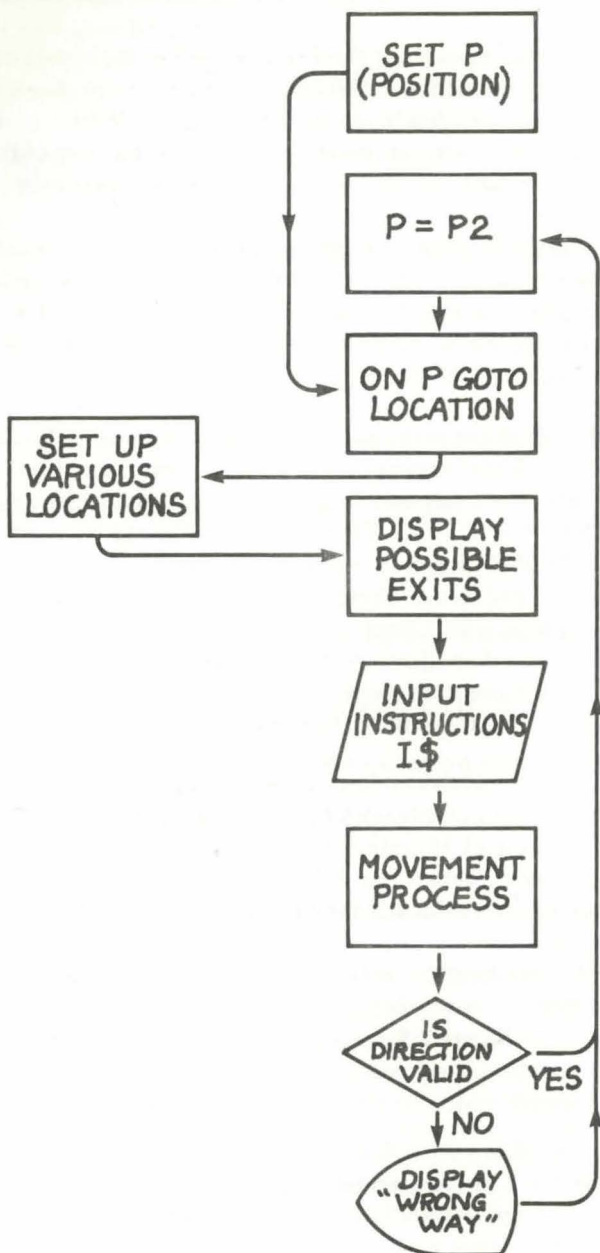 SET P
(POSITION)
P = P2
ON P GOTO
LOCATION
SET UP
VARIOUS
LOCATIONS
DISPLAY
POSSIBLE
EXITS
INPUT
INSTRUCTIONS
I$
MOVEMENT
PROCESS
IS
DIRECTION
VALID
YES
NO
DISPLAY
"WRONG
WAY"